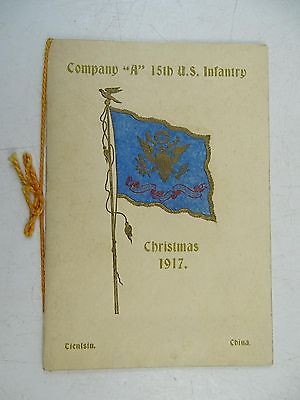 Company "A" 15th U.S. Infantry
Christmas
1917.
Tientsin. China.